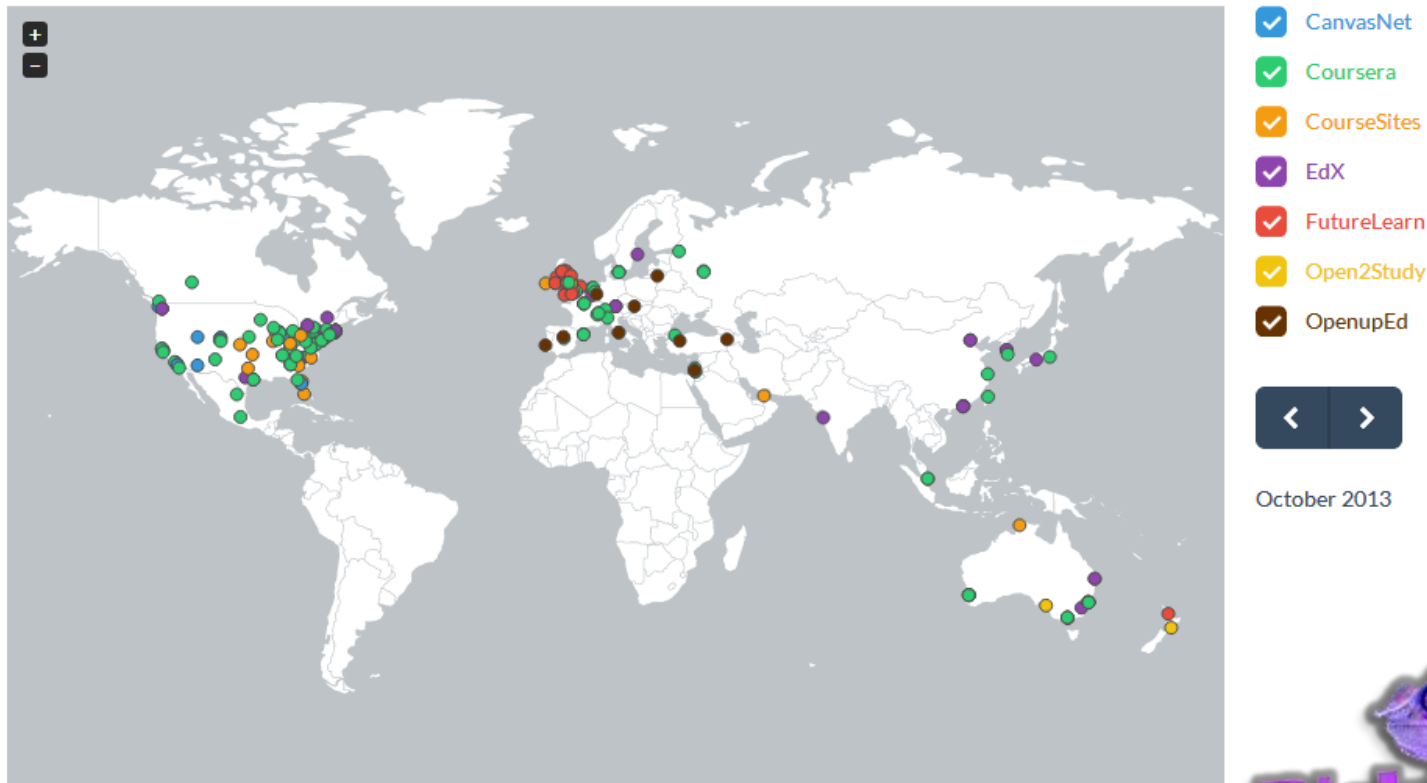 +
−
CanvasNet
Coursera
CourseSites
EdX
FutureLearn
Open2Study
OpenupEd
October 2013